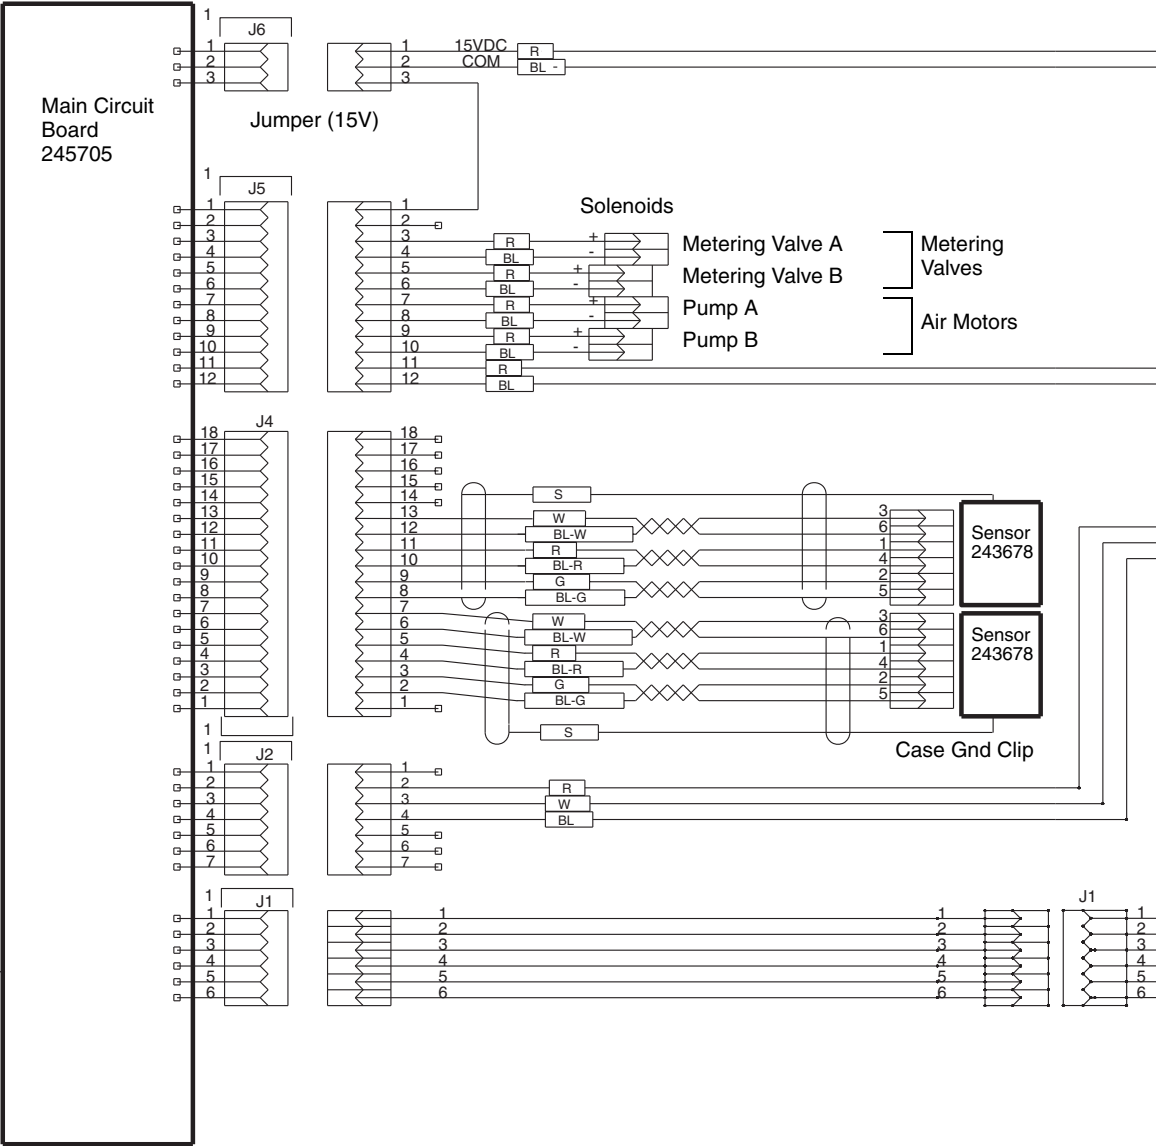 1
J6
1 1 15VDC R
2 2 COM BL -
3 3
Main Circuit
Board
245705
Jumper (15V)
1
J5
1 1
2 2
Solenoids
3 3 R + Metering Valve A
4 4 BL -
5 5 R + Metering Valve B
6 6 BL -
Metering
Valves
7 7 R + Pump A
8 8 BL -
9 9 R + Pump B
10 10 BL -
Air Motors
11 11 R
12 12 BL
J4
18 18
17 17
16 16
15 15
14 14 S
13 13 W 3
12 12 BL-W 6
11 11 R 1
10 10 BL-R 4
9 9 G 2
8 8 BL-G 5
Sensor
243678
7 7 W 3
6 6 BL-W 6
5 5 R 1
4 4 BL-R 4
3 3 G 2
2 2 BL-G 5
Sensor
243678
1 1
S
1
Case Gnd Clip
1
J2
1 1
2 2 R
3 3 W
4 4 BL
5 5
6 6
7 7
1
J1 J1
1 1 1 1
2 2 2 2
3 3 3 3
4 4 4 4
5 5 5 5
6 6 6 6